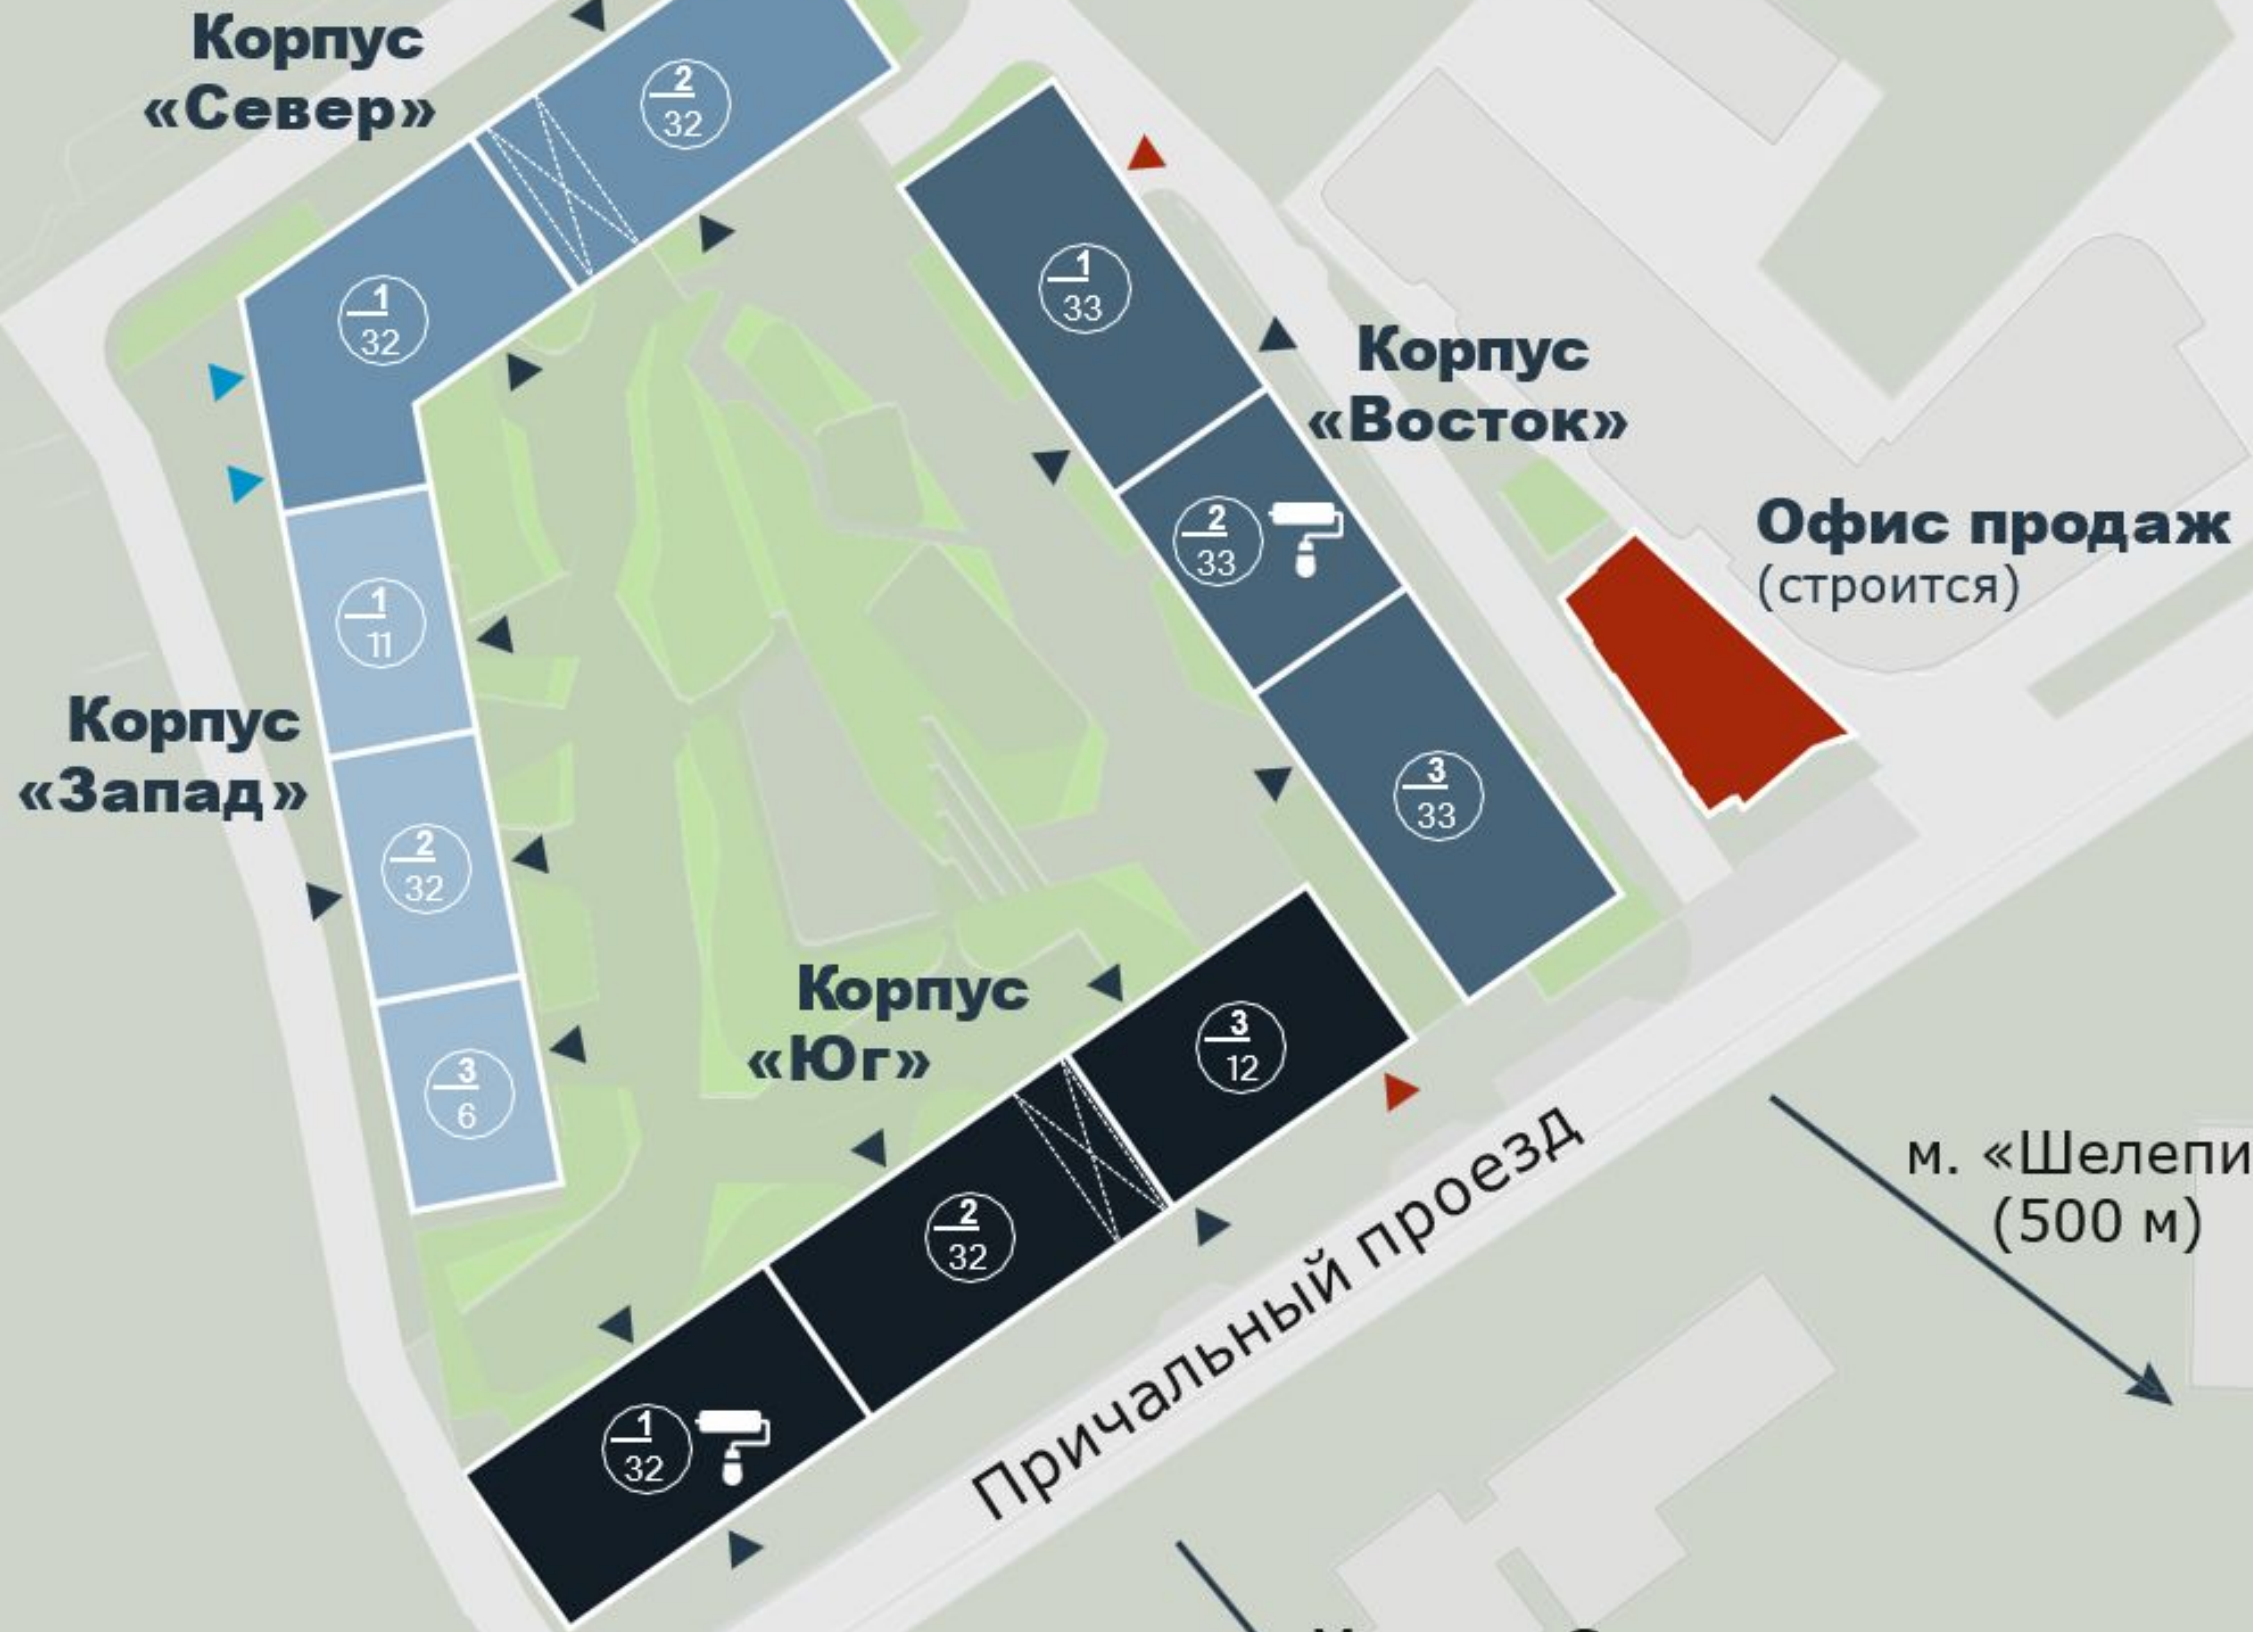 Корпус
«Север»
2
32
1
32
1
33
Корпус
«Восток»
2
33
Офис продаж
(строится)
1
11
Корпус
«Запад»
2
32
3
33
3
6
Корпус
«Юг»
3
12
2
32
1
32
Причальный проезд
м. «Шелепи
(500 м)